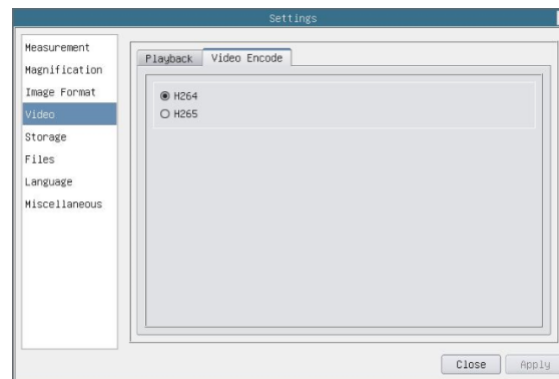 Settings
Measurement
Magnification
Image Format
Video
Storage
Files
Language
Miscellaneous
Playback
Video Encode
H264
H265
Close
Apply